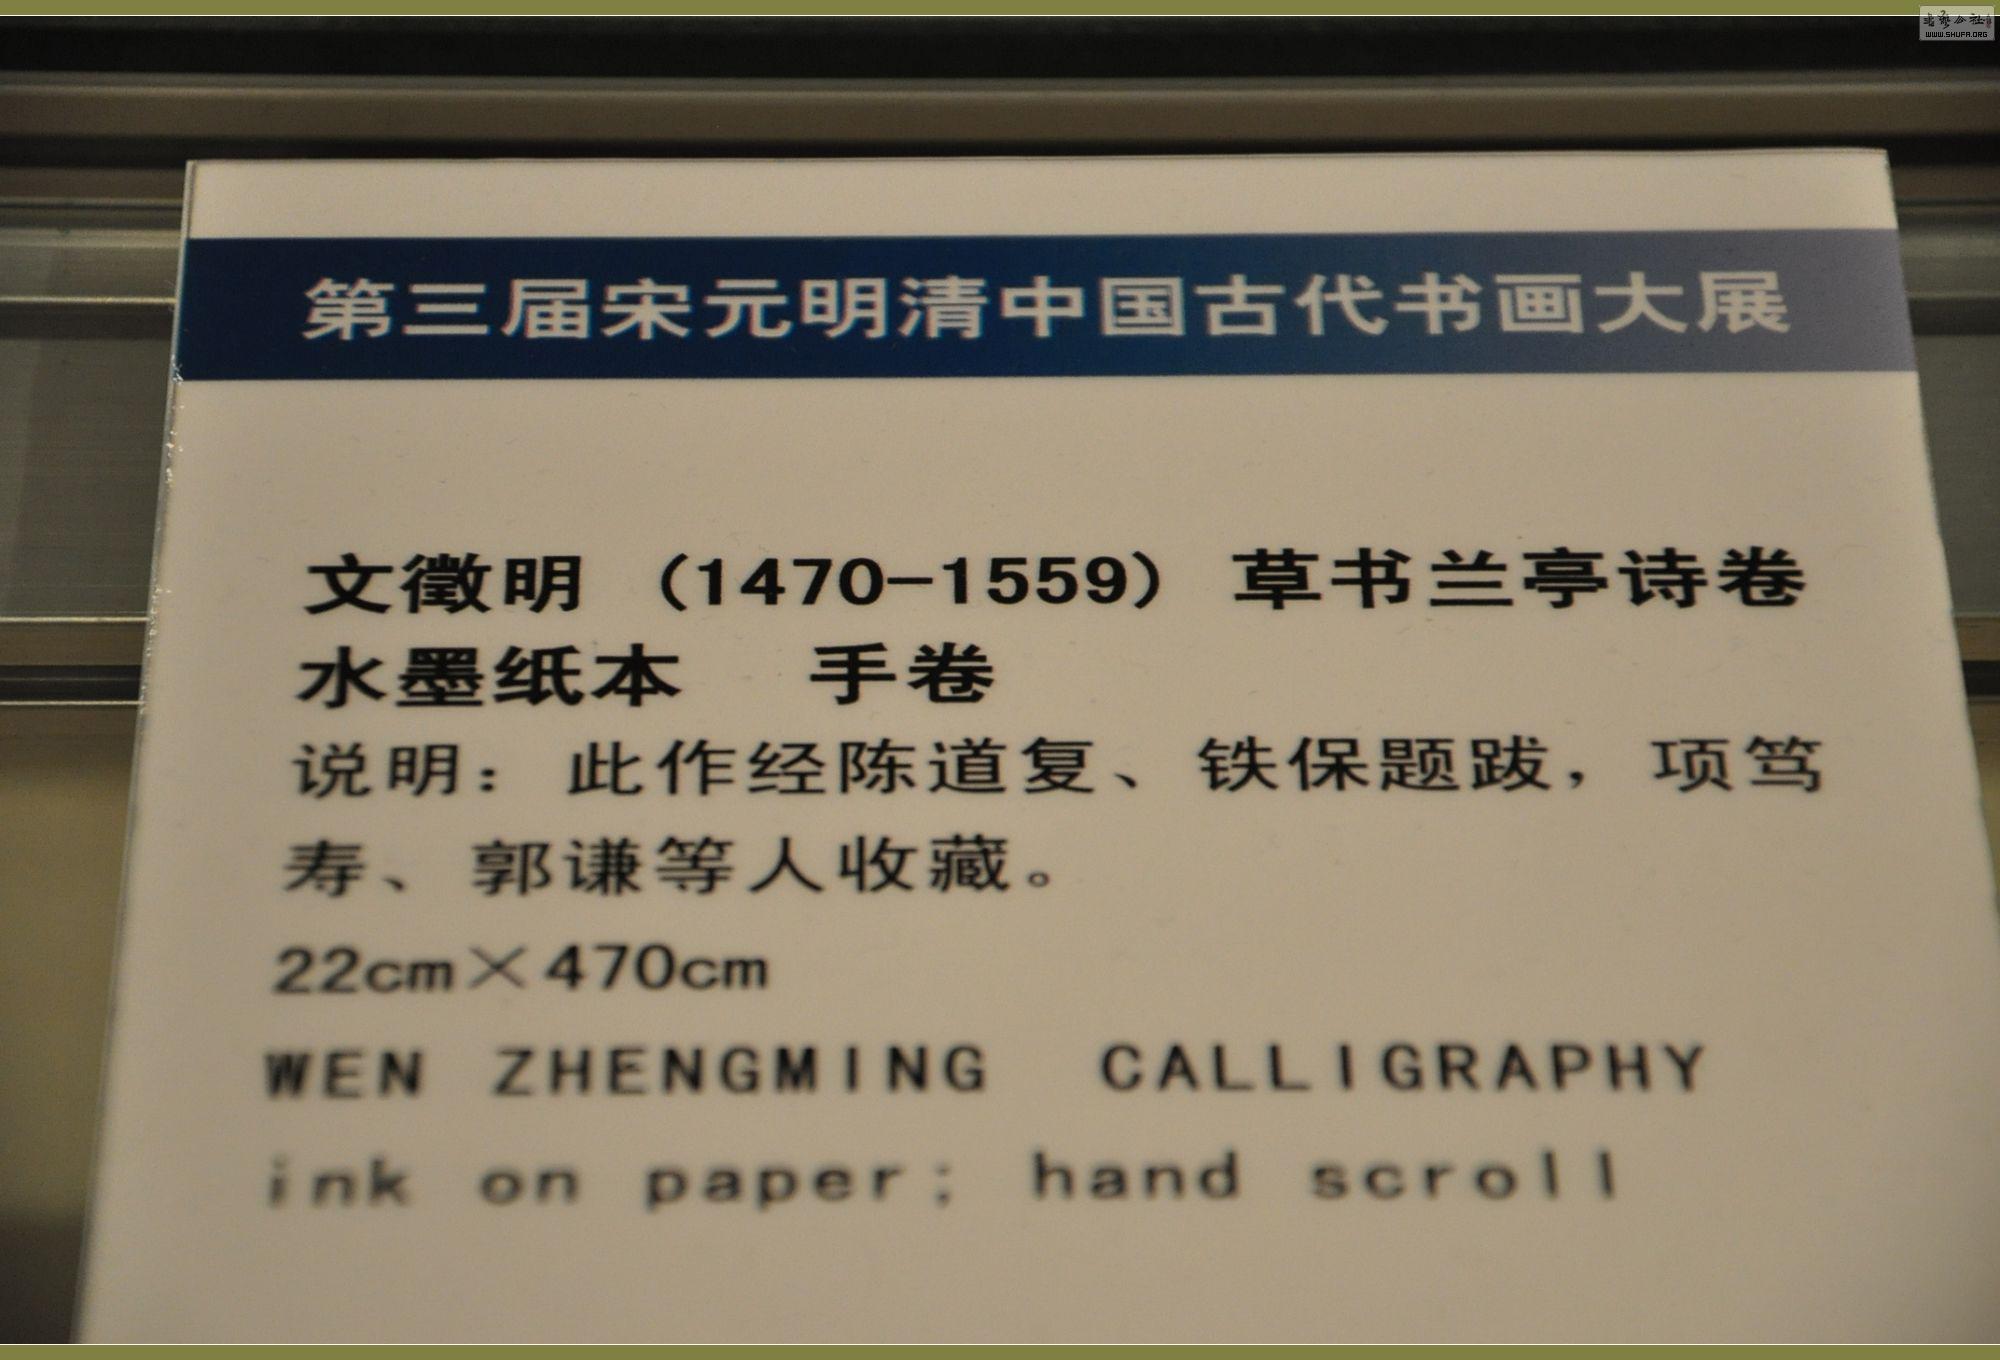 第三届宋元明清中国古代书画大展
文徵明 （1470-1559） 草书兰亭诗卷
水墨纸本 手卷
说明：此作经陈道复、铁保题跋，项笃
寿、郭谦等人收藏。
22cm×470cm
WEN ZHENGMING CALLIGRAPHY
ink on paper; hand scroll
WWW.SHUFA.ORG